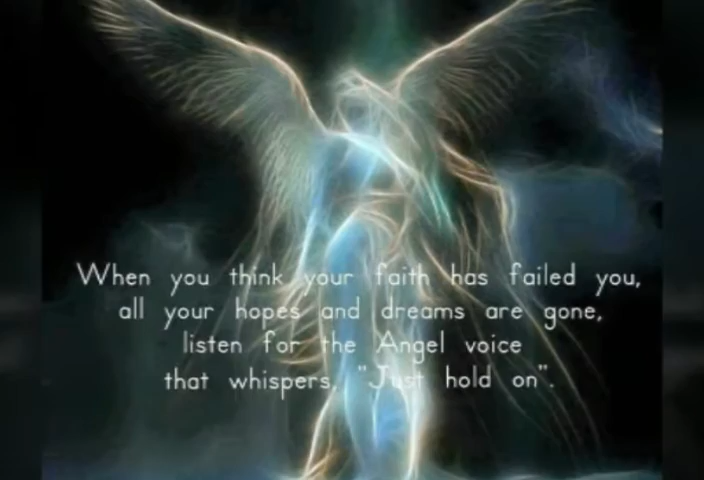 When you think your faith has failed you,
all your hopes and dreams are gone,
listen for the Angel voice
that whispers, "Just hold on".